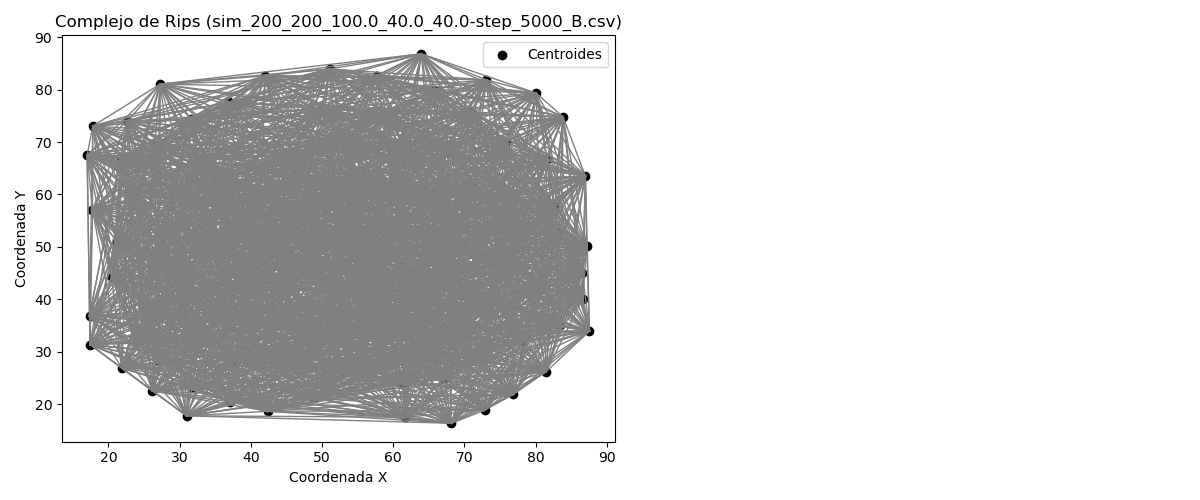 Complejo de Rips (sim_200_200_100.0_40.0_40.0-step_5000_B.csv)
Centroides
90
80
70
60
50
40
30
20
Coordenada Y
20 30 40 50 60 70 80 90
Coordenada X